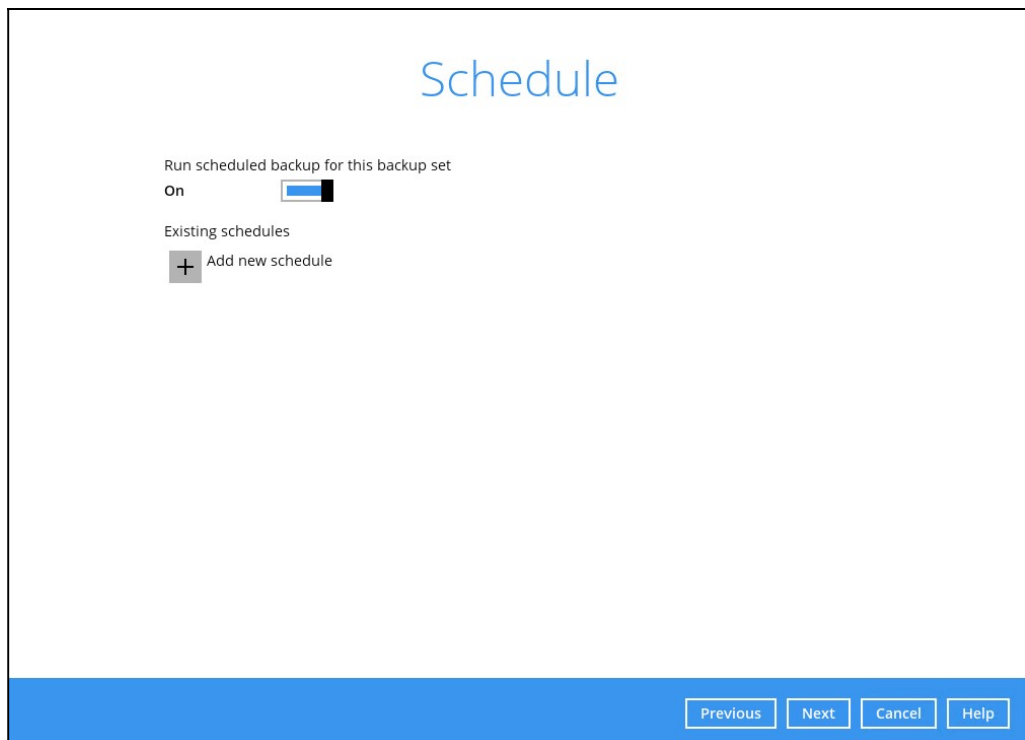 Schedule
Run scheduled backup for this backup set
On
Existing schedules
+ Add new schedule
Previous Next Cancel Help